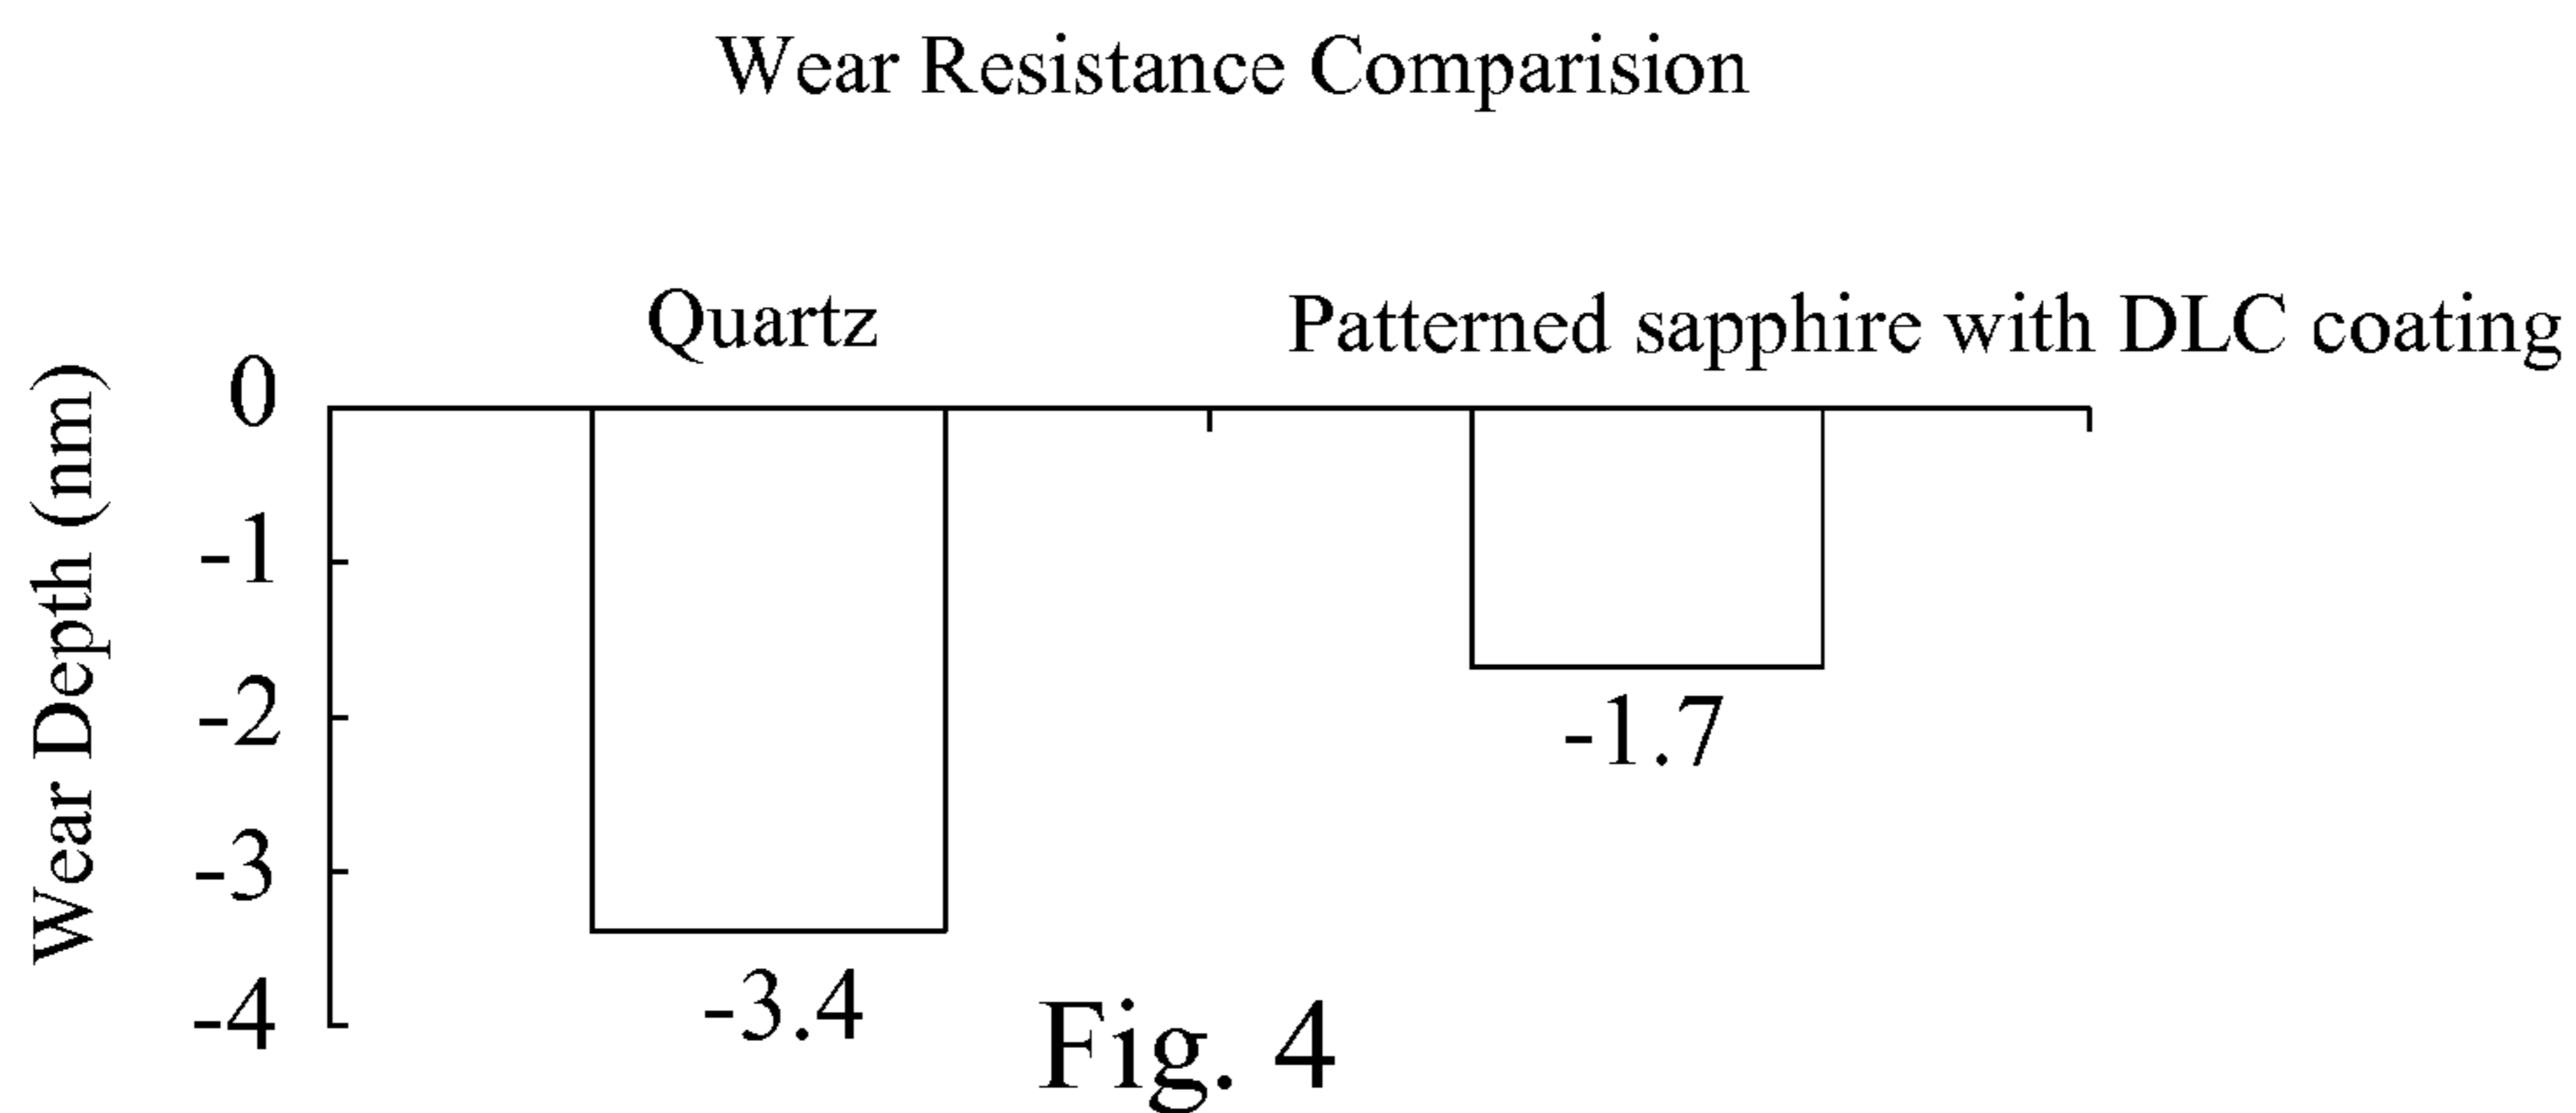 Wear Resistance Comparision
Quartz
Patterned sapphire with DLC coating
Wear Depth (nm)
0
-1
-2
-3
-4
-1.7
-3.4
Fig. 4